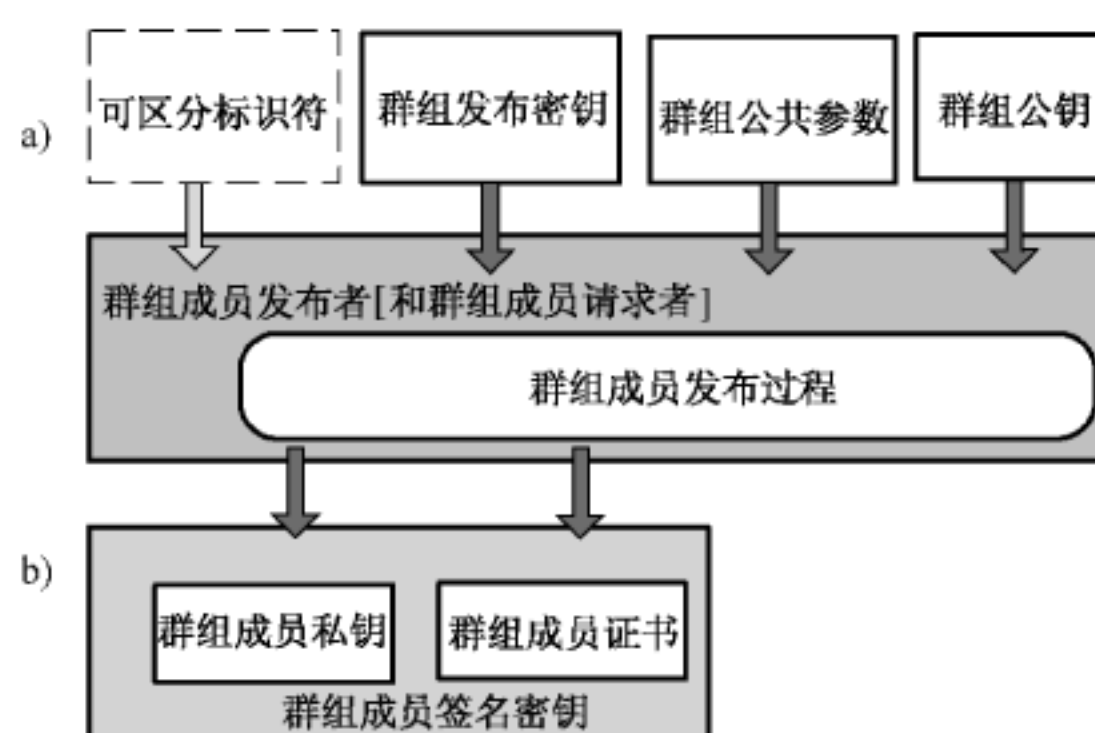 a)
可区分标识符
群组发布密钥
群组公共参数
群组公钥
群组成员发布者[和群组成员请求者]
群组成员发布过程
b)
群组成员私钥
群组成员证书
群组成员签名密钥